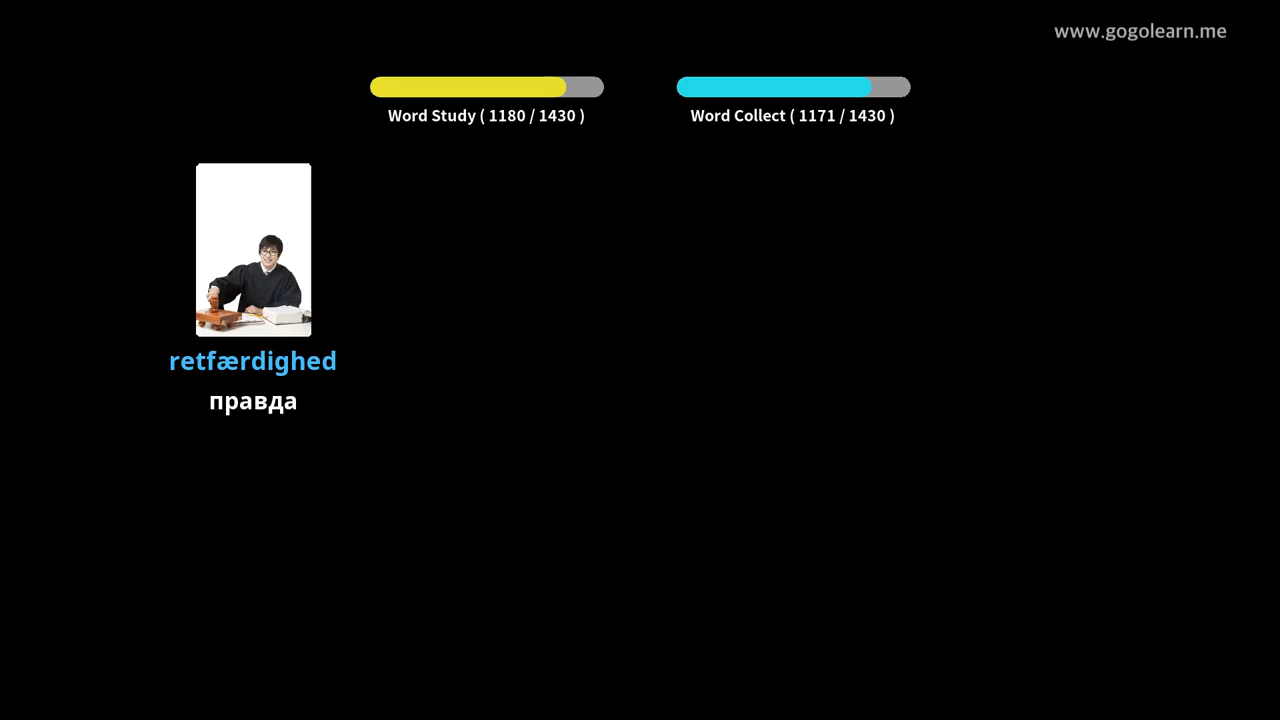 www.gogolearn.me
Word Study ( 1180 / 1430 )
Word Collect ( 1171 / 1430 )
retfærdighed
правда